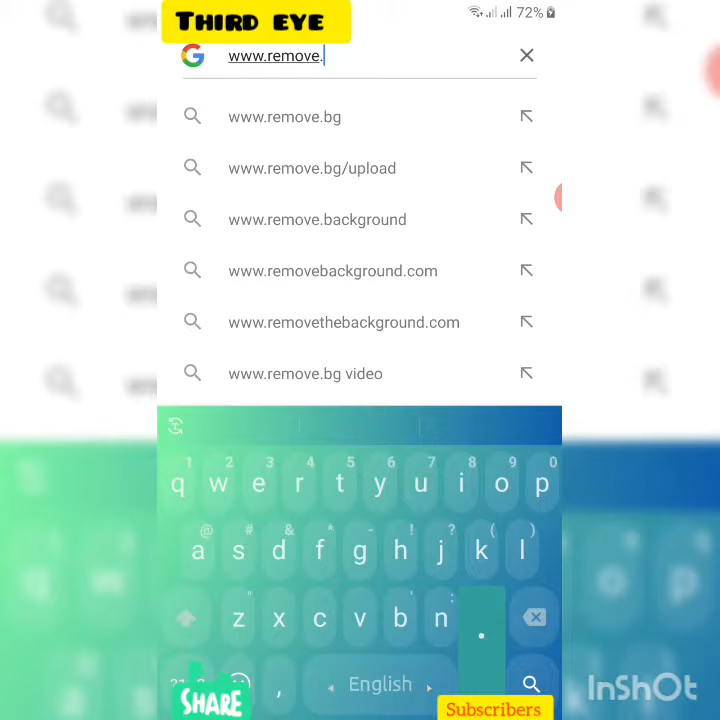 THIRD EYE
72%
www.remove.
www.remove.bg
www.remove.bg/upload
www.remove.background
www.removebackground.com
www.removethebackground.com
www.remove.bg video
1 2 3 4 5 6 7 8 9 0
q w e r t y u i o p
@ # & * - ! ? ( )
a s d f g h j k l
" ' :
z x c v b n .
, English
SHARE
Subscribers
InShOt